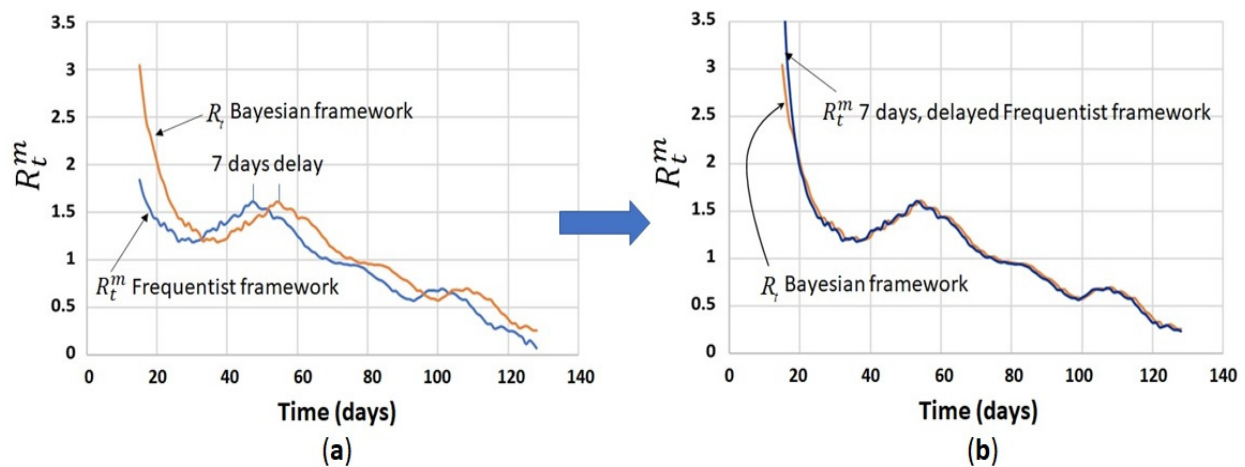 3.5
3
2.5
2
1.5
1
0.5
0
R_t^m
R_t Bayesian framework
7 days delay
R_t^m Frequentist framework
0 20 40 60 80 100 120 140
Time (days)
(a)
3.5
3
2.5
2
1.5
1
0.5
0
R_t^m
R_t^m 7 days, delayed Frequentist framework
R_t Bayesian framework
0 20 40 60 80 100 120 140
Time (days)
(b)